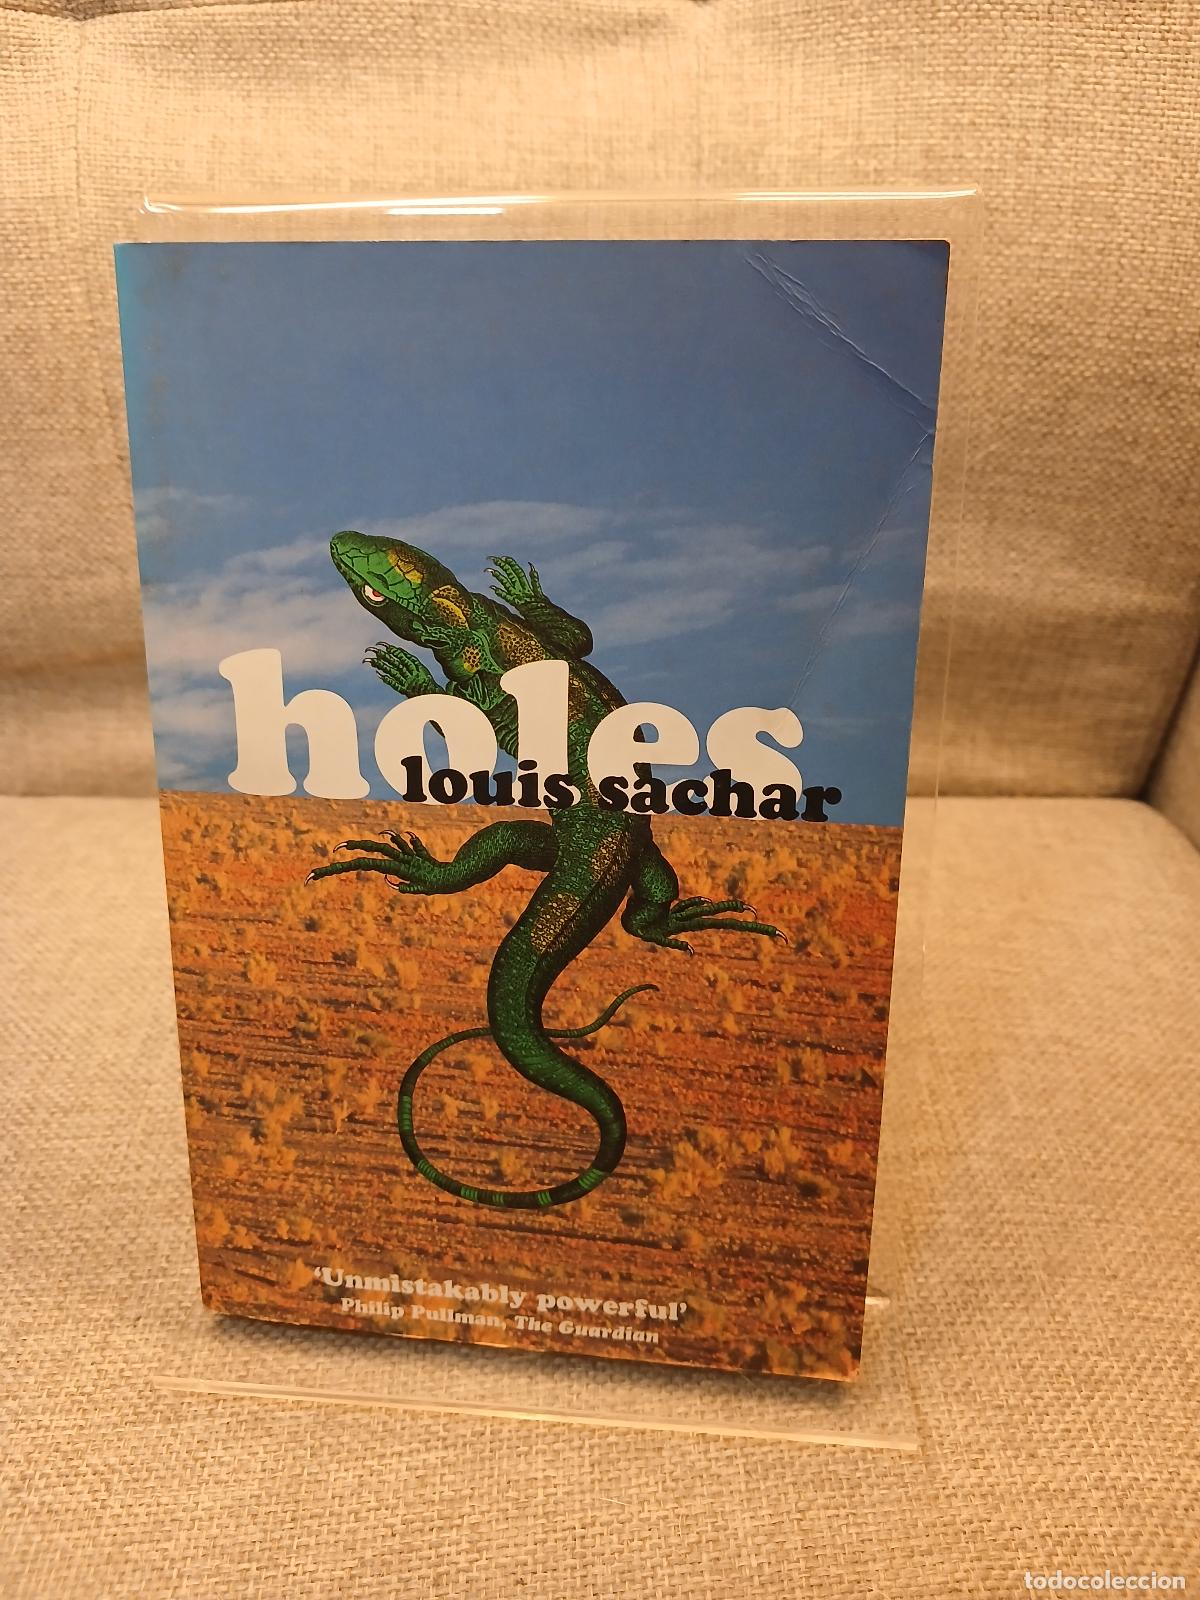 holes
louis sachar
'Unmistakably powerful'
Philip Pullman, The Guardian
todocoleccion